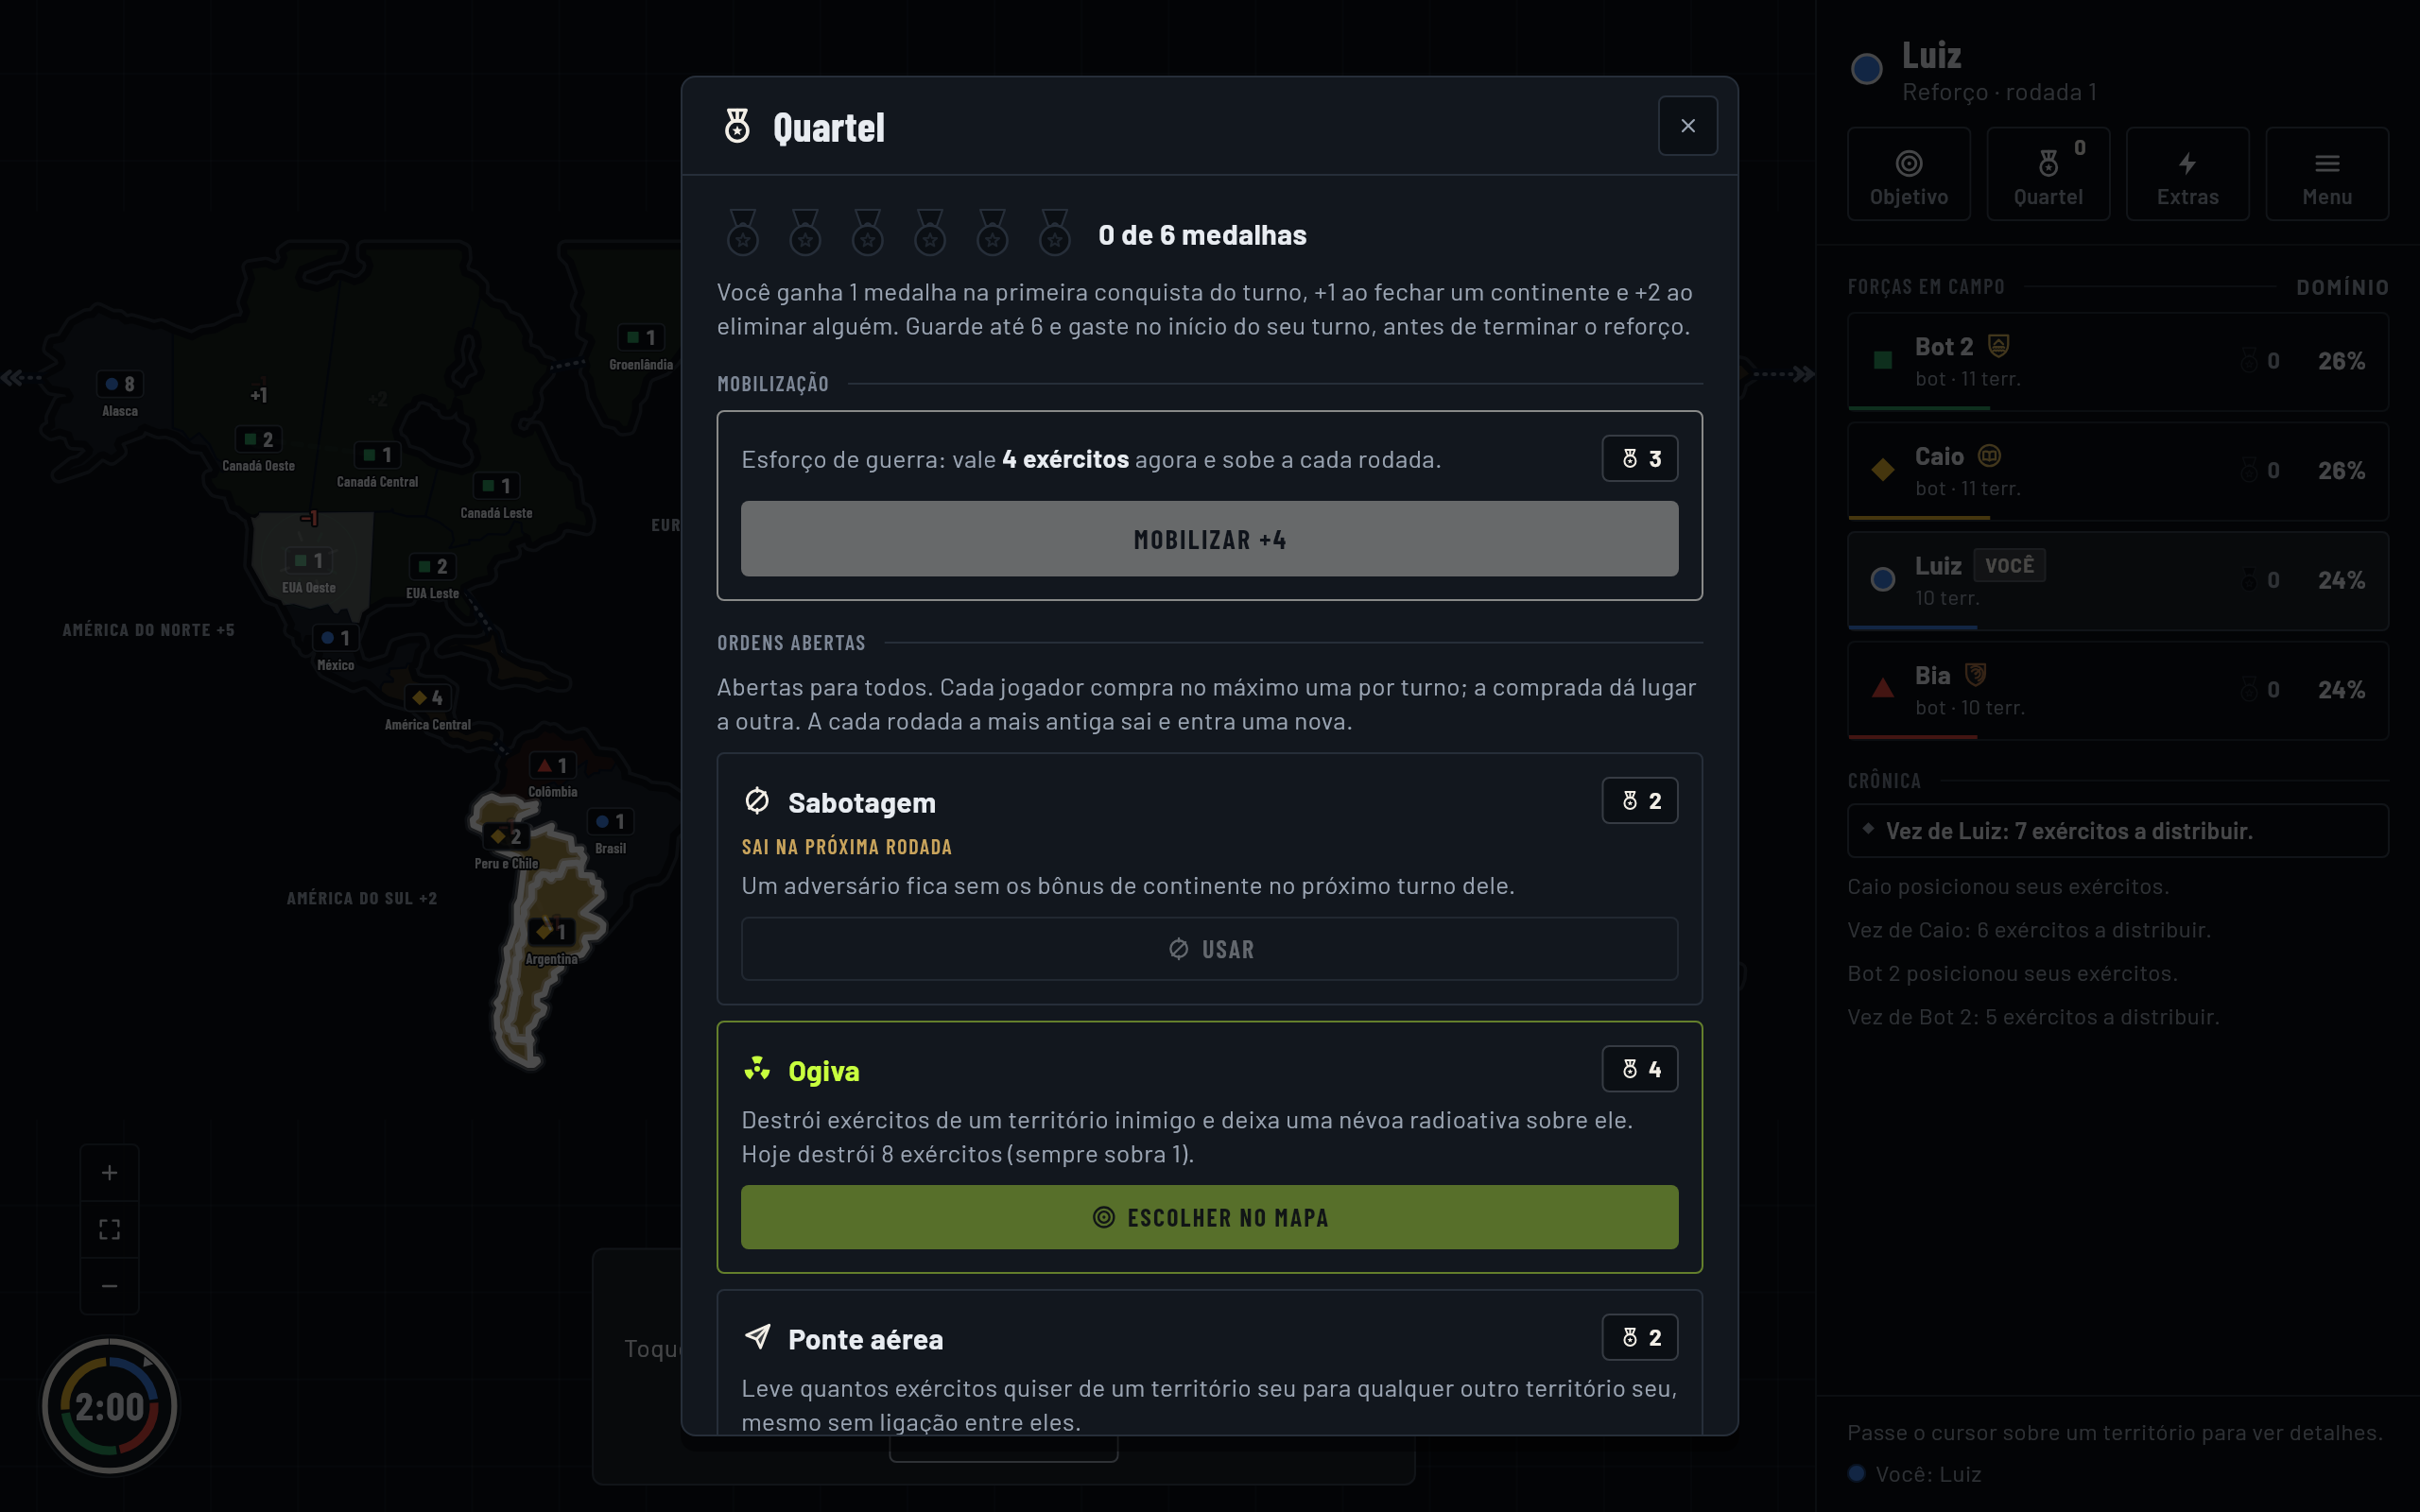 Quartel
0 de 6 medalhas
Você ganha 1 medalha na primeira conquista do turno, +1 ao fechar um continente e +2 ao
eliminar alguém. Guarde até 6 e gaste no início do seu turno, antes de terminar o reforço.
MOBILIZAÇÃO
Esforço de guerra: vale 4 exércitos agora e sobe a cada rodada.
3
MOBILIZAR +4
ORDENS ABERTAS
Abertas para todos. Cada jogador compra no máximo uma por turno; a comprada dá lugar
a outra. A cada rodada a mais antiga sai e entra uma nova.
Sabotagem
2
SAI NA PRÓXIMA RODADA
Um adversário fica sem os bônus de continente no próximo turno dele.
USAR
Ogiva
4
Destrói exércitos de um território inimigo e deixa uma névoa radioativa sobre ele.
Hoje destrói 8 exércitos (sempre sobra 1).
ESCOLHER NO MAPA
Ponte aérea
2
Leve quantos exércitos quiser de um território seu para qualquer outro território seu,
mesmo sem ligação entre eles.
1
Groenlândia
8
Alasca
+1
+2
2
Canadá Oeste
1
Canadá Central
1
Canadá Leste
−1
1
EUA Oeste
2
EUA Leste
EUR
AMÉRICA DO NORTE +5
1
México
4
América Central
1
Colômbia
1
Brasil
2
Peru e Chile
AMÉRICA DO SUL +2
1
Argentina
+
−
2:00
Toque
Luiz
Reforço · rodada 1
Objetivo
0
Quartel
Extras
Menu
FORÇAS EM CAMPO
DOMÍNIO
Bot 2
bot · 11 terr.
0
26%
Caio
bot · 11 terr.
0
26%
Luiz VOCÊ
10 terr.
0
24%
Bia
bot · 10 terr.
0
24%
CRÔNICA
Vez de Luiz: 7 exércitos a distribuir.
Caio posicionou seus exércitos.
Vez de Caio: 6 exércitos a distribuir.
Bot 2 posicionou seus exércitos.
Vez de Bot 2: 5 exércitos a distribuir.
Passe o cursor sobre um território para ver detalhes.
Você: Luiz